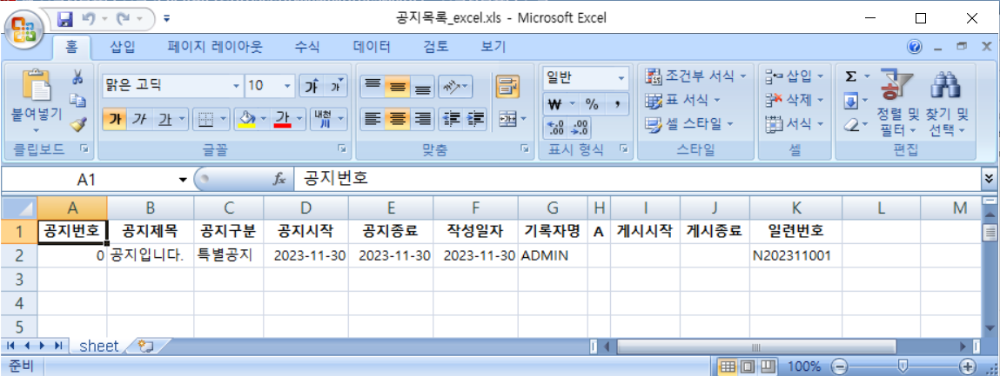 공지목록_excel.xls - Microsoft Excel
홈 삽입 페이지 레이아웃 수식 데이터 검토 보기
붙여넣기
클립보드
맑은 고딕 10 가 가
가 가 가 가 내천 川
글꼴
맞춤
일반
₩ % ,
.0 .00 .00 .0
표시 형식
조건부 서식
표 서식
셀 스타일
스타일
삽입
삭제
서식
셀
Σ
정렬 및 필터
찾기 및 선택
편집
A1 fx 공지번호
A B C D E F G H I J K L M
1 공지번호 공지제목 공지구분 공지시작 공지종료 작성일자 기록자명 A 게시시작 게시종료 일련번호
2 0 공지입니다. 특별공지 2023-11-30 2023-11-30 2023-11-30 ADMIN N202311001
3
4
5
sheet
준비 100%